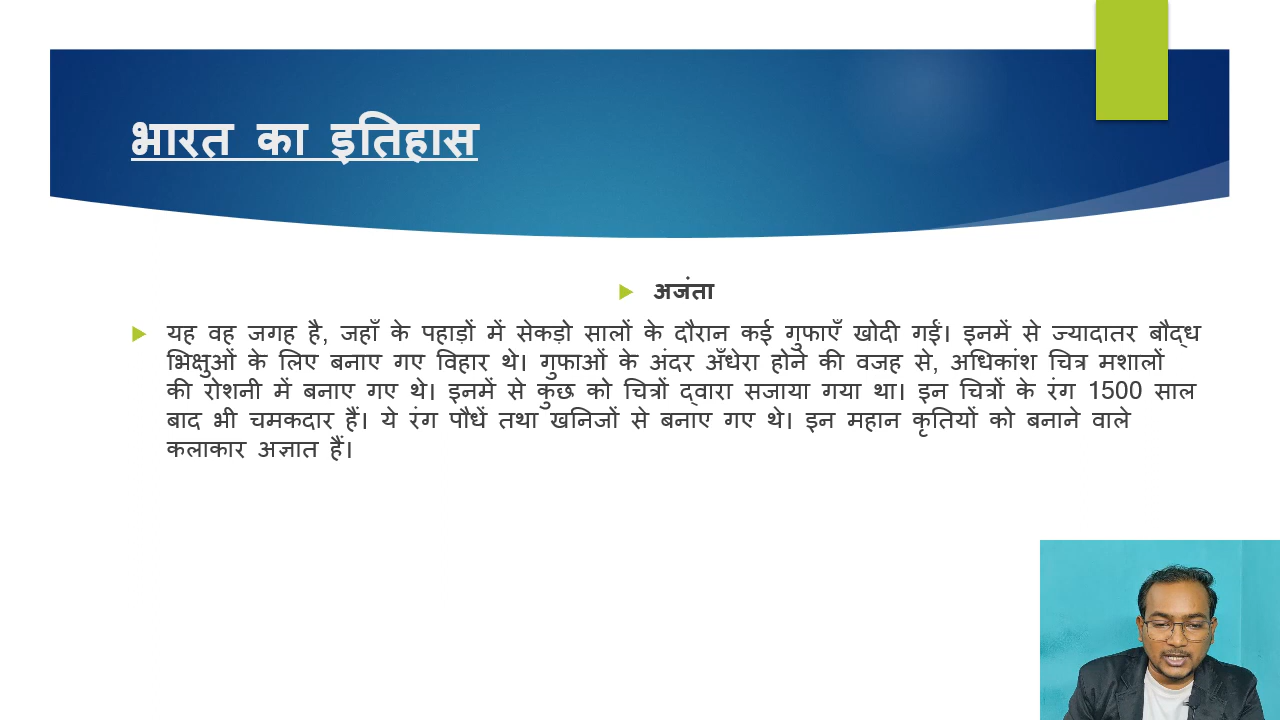 भारत का इतिहास
अजंता
यह वह जगह है, जहाँ के पहाड़ों में सेकड़ो सालों के दौरान कई गुफाएँ खोदी गईं। इनमें से ज्यादातर बौद्ध
भिक्षुओं के लिए बनाए गए विहार थे। गुफाओं के अंदर अँधेरा होने की वजह से, अधिकांश चित्र मशालों
की रोशनी में बनाए गए थे। इनमें से कुछ को चित्रों द्वारा सजाया गया था। इन चित्रों के रंग 1500 साल
बाद भी चमकदार हैं। ये रंग पौधें तथा खनिजों से बनाए गए थे। इन महान कृतियों को बनाने वाले
कलाकार अज्ञात हैं।